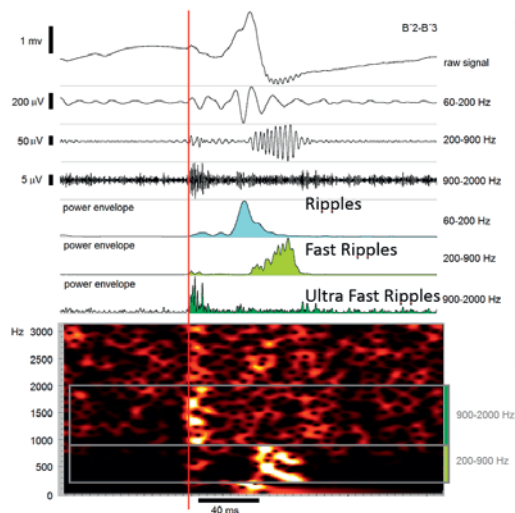 B´2-B´3
1 mv
raw signal
200 µV
60-200 Hz
50 µV
200-900 Hz
5 µV
900-2000 Hz
power envelope
Ripples
60-200 Hz
power envelope
Fast Ripples
200-900 Hz
power envelope
Ultra Fast Ripples
900-2000 Hz
Hz
3000
2500
2000
1500
1000
500
0
900-2000 Hz
200-900 Hz
40 ms